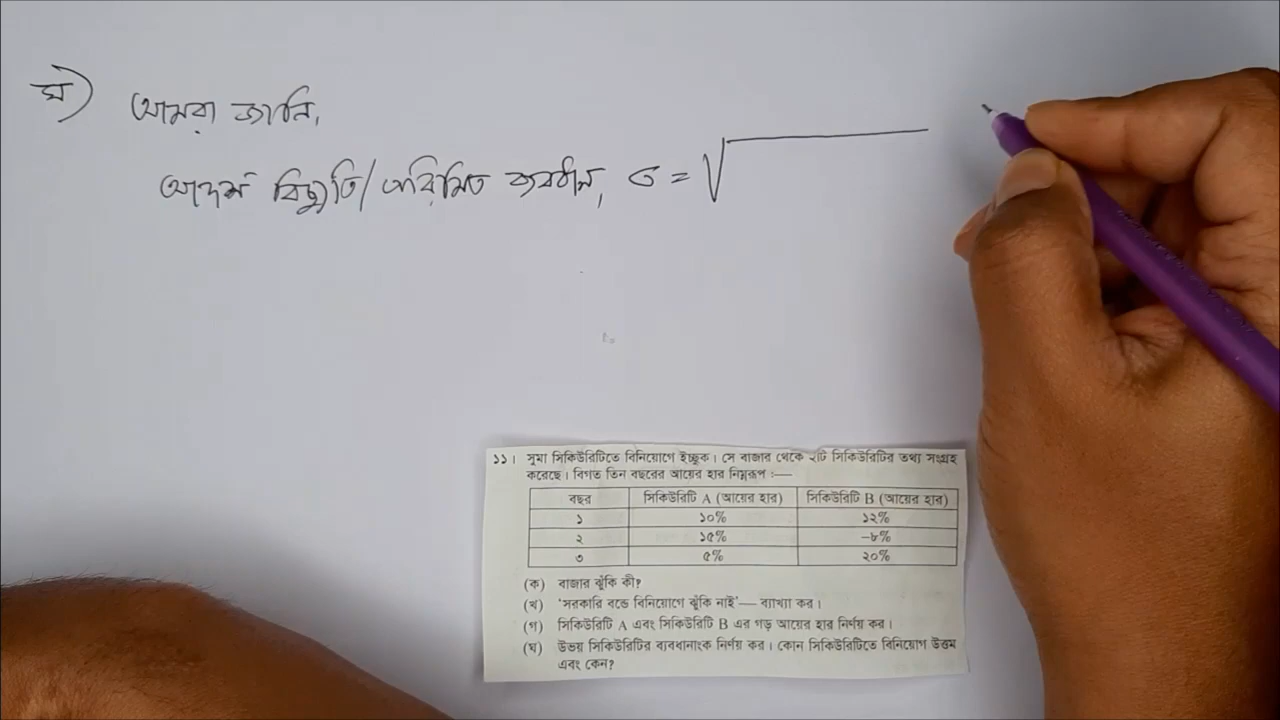 ঘ) আমরা জানি,
আদর্শ বিচ্যুতি/পরিমিত ব্যবধান, σ = √
১১। সুমা সিকিউরিটিতে বিনিয়োগে ইচ্ছুক। সে বাজার থেকে ২টি সিকিউরিটির তথ্য সংগ্রহ
করেছে। বিগত তিন বছরের আয়ের হার নিম্নরূপ :—
বছর সিকিউরিটি A (আয়ের হার) সিকিউরিটি B (আয়ের হার)
১ ১০% ১২%
২ ১৫% –৮%
৩ ৫% ২০%
(ক) বাজার ঝুঁকি কী?
(খ) ‘সরকারি বন্ডে বিনিয়োগে ঝুঁকি নাই’— ব্যাখ্যা কর।
(গ) সিকিউরিটি A এবং সিকিউরিটি B এর গড় আয়ের হার নির্ণয় কর।
(ঘ) উভয় সিকিউরিটির ব্যবধানাংক নির্ণয় কর। কোন সিকিউরিটিতে বিনিয়োগ উত্তম
এবং কেন?